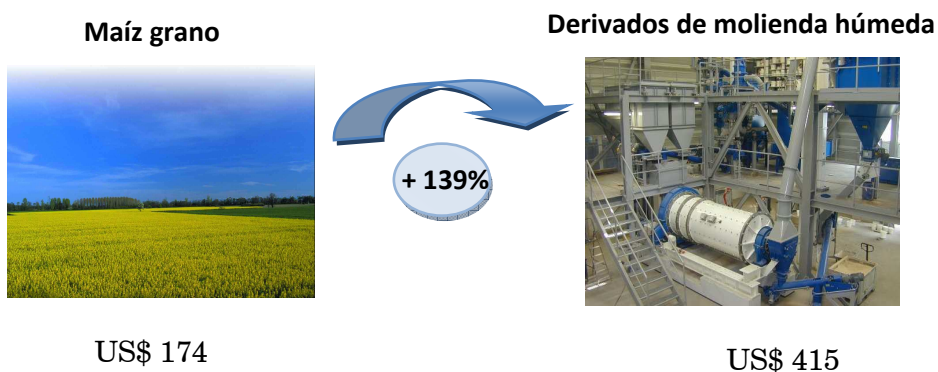 Maíz grano
Derivados de molienda húmeda
+ 139%
US$ 174
US$ 415